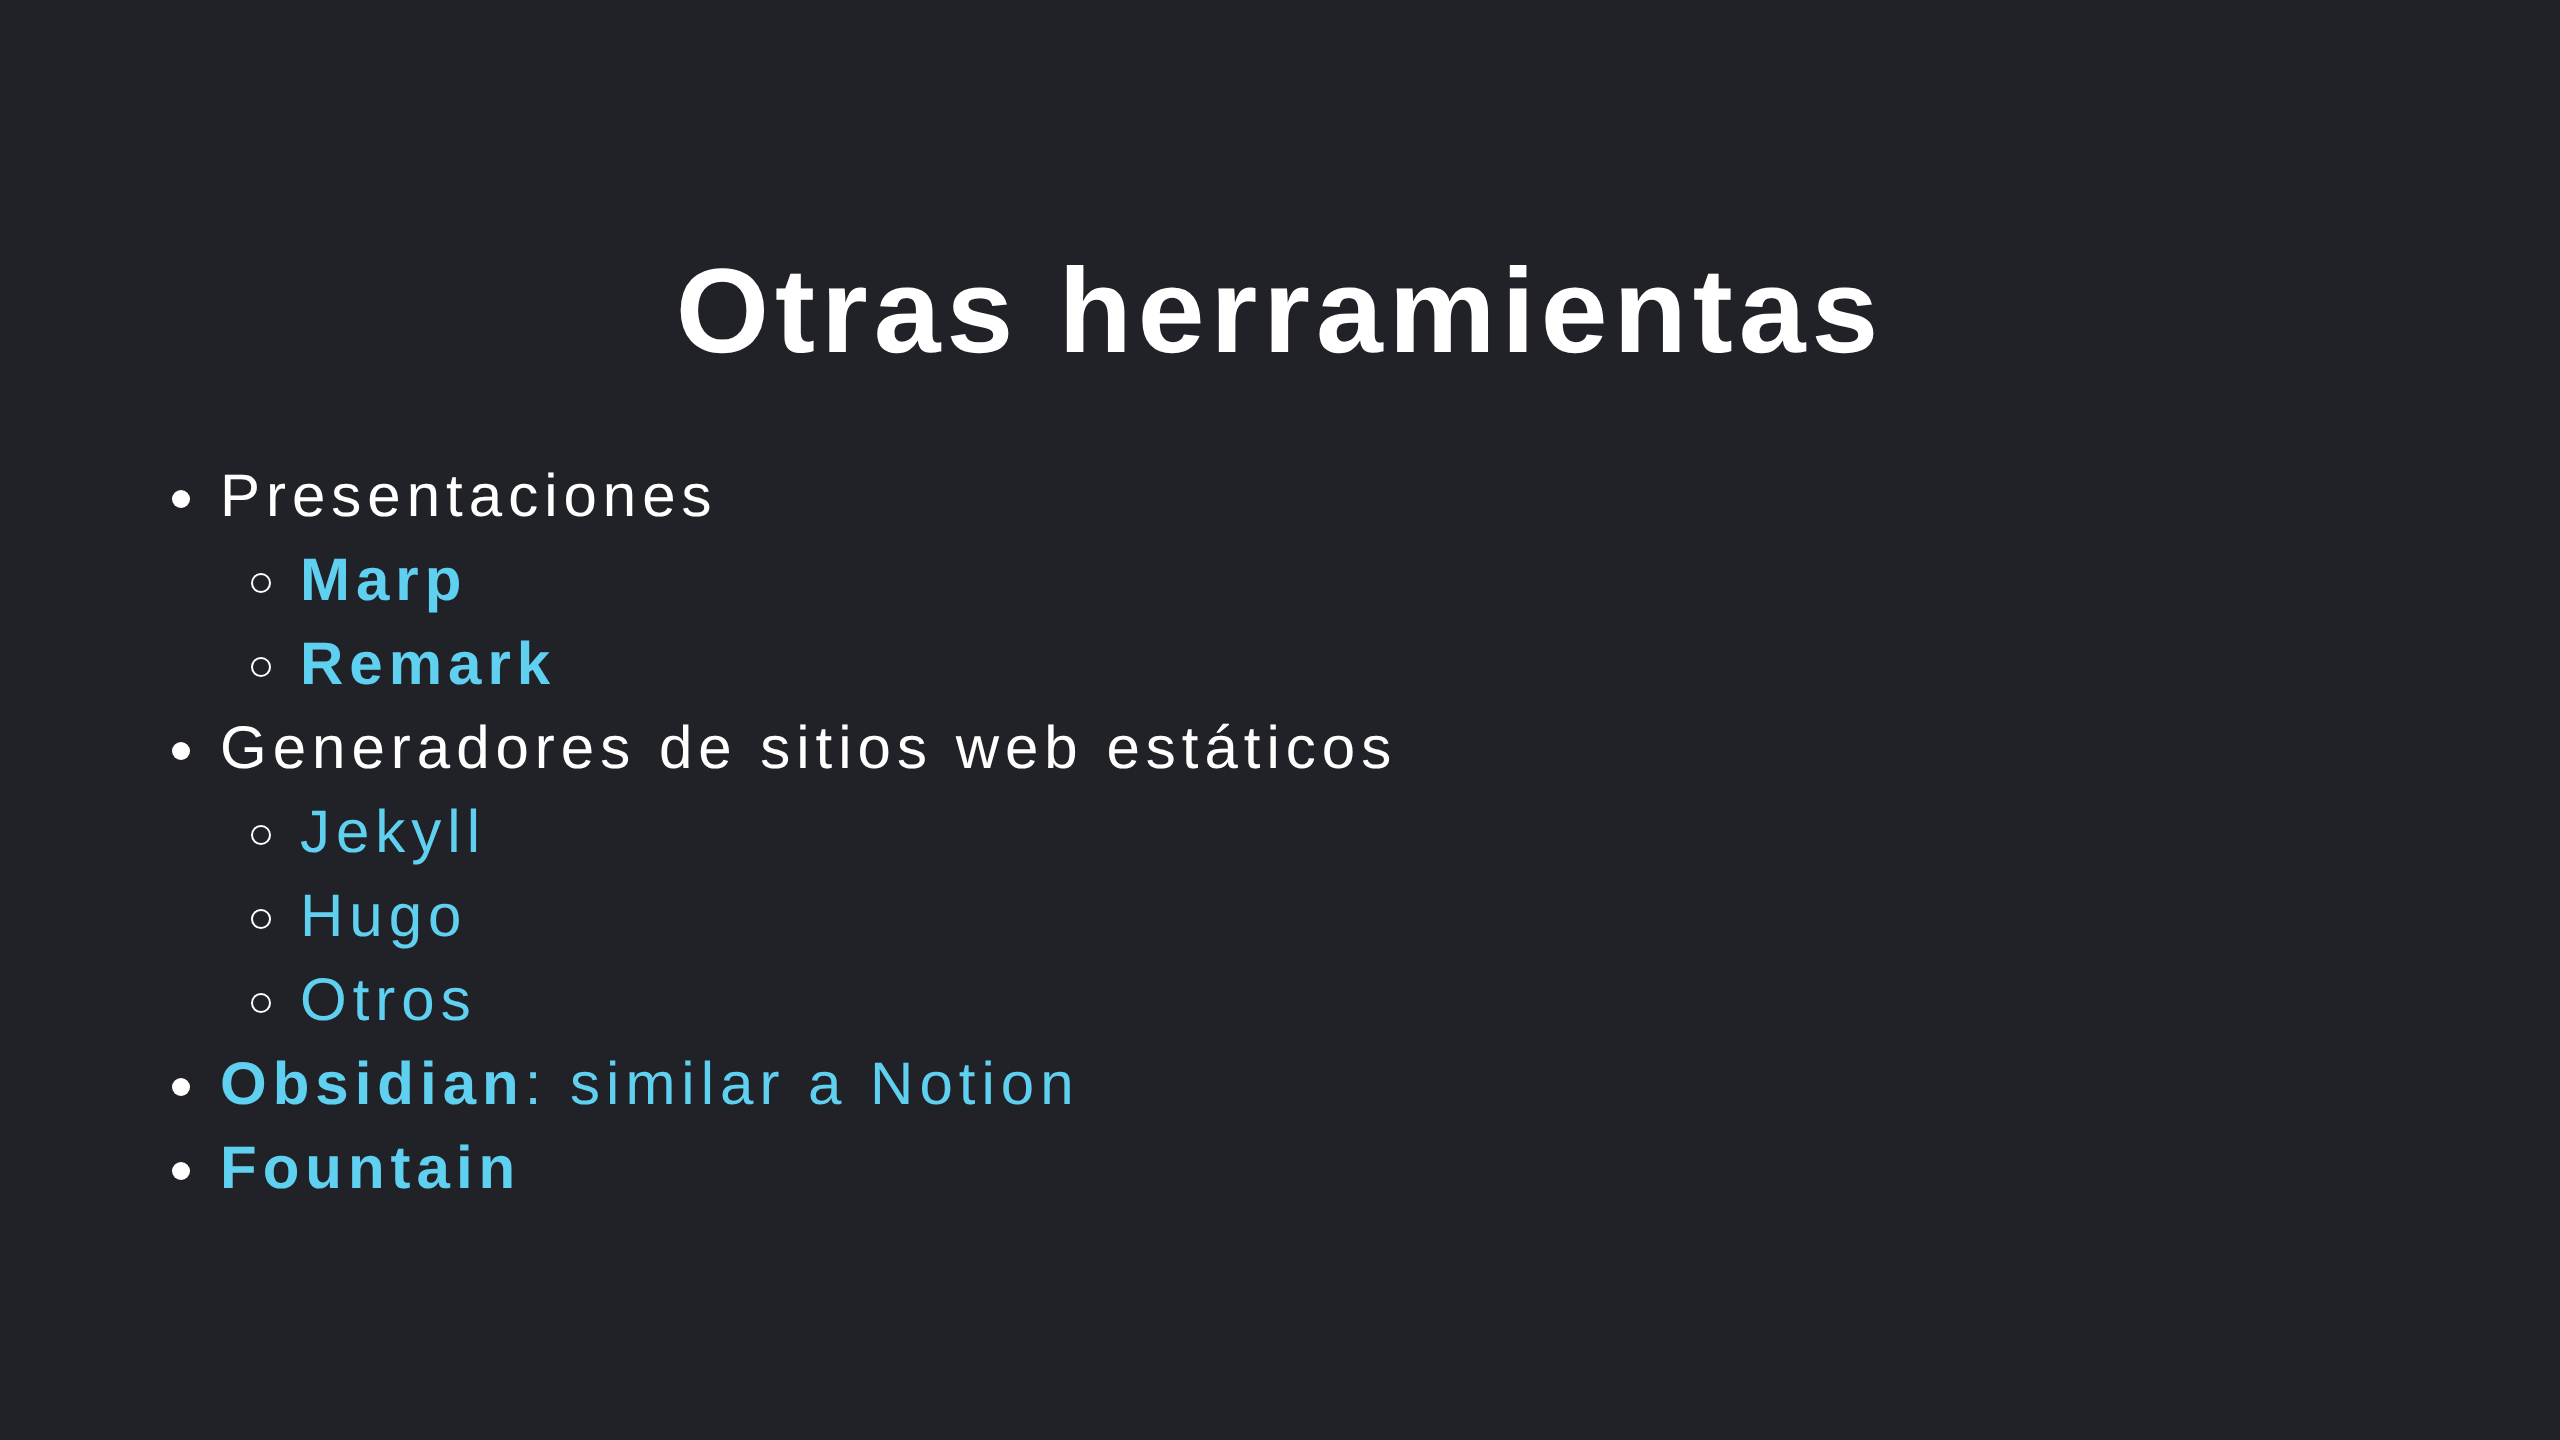 Otras herramientas
Presentaciones
Marp
Remark
Generadores de sitios web estáticos
Jekyll
Hugo
Otros
Obsidian: similar a Notion
Fountain